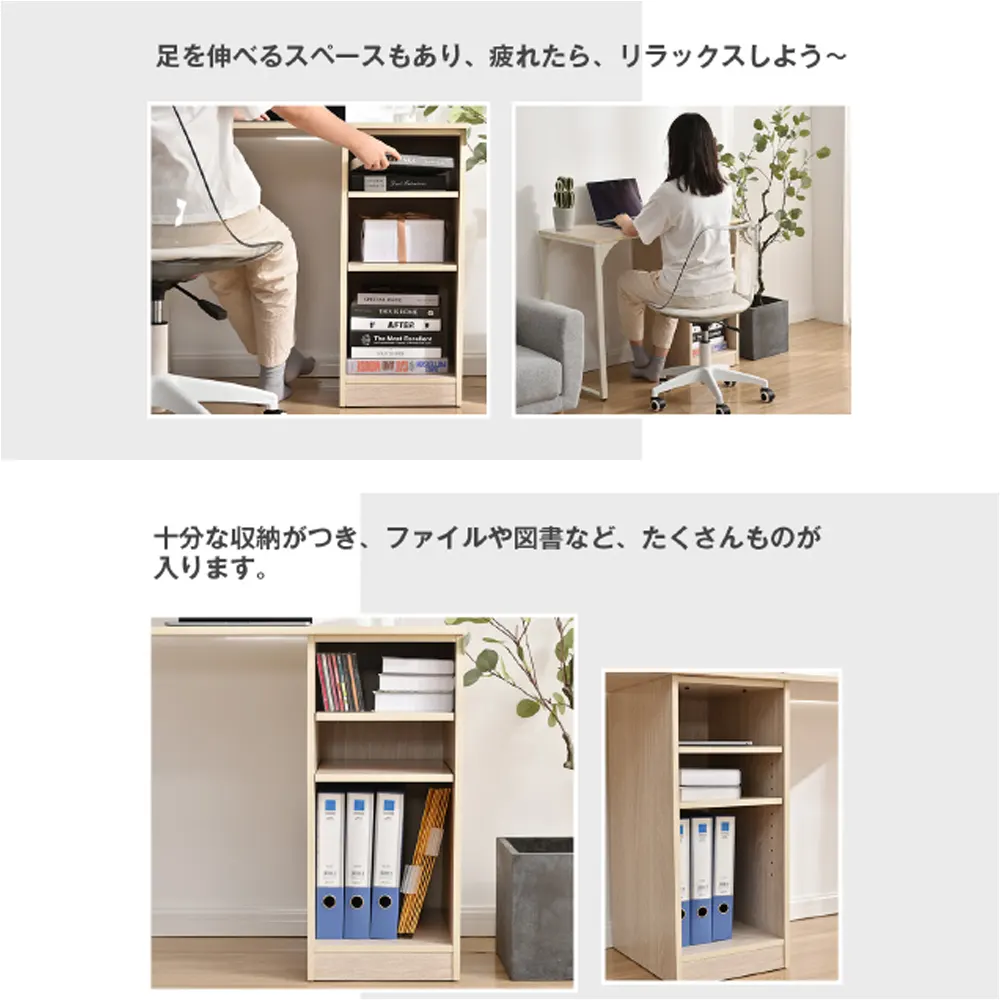 足を伸べるスペースもあり、疲れたら、リラックスしよう～
AFTER
The Most Excellent
十分な収納がつき、ファイルや図書など、たくさんものが
入ります。